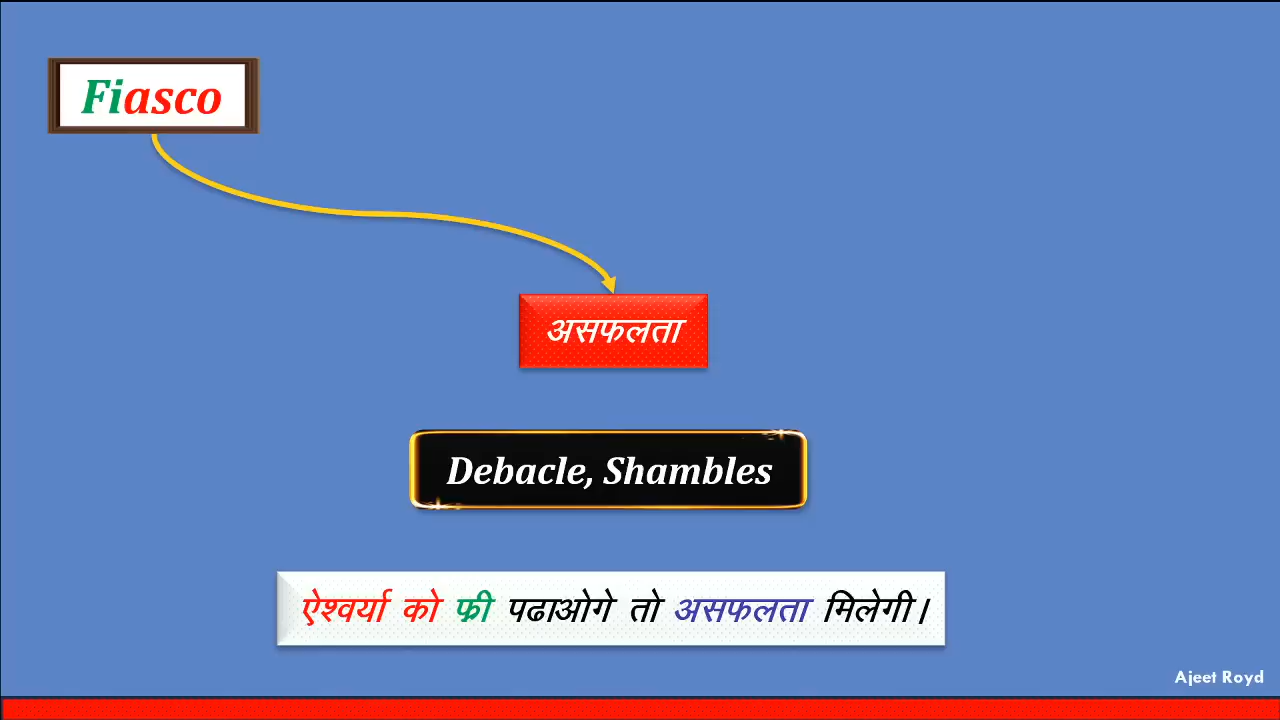 Fiasco
असफलता
Debacle, Shambles
ऐश्वर्या को फ्री पढाओगे तो असफलता मिलेगी।
Ajeet Royd